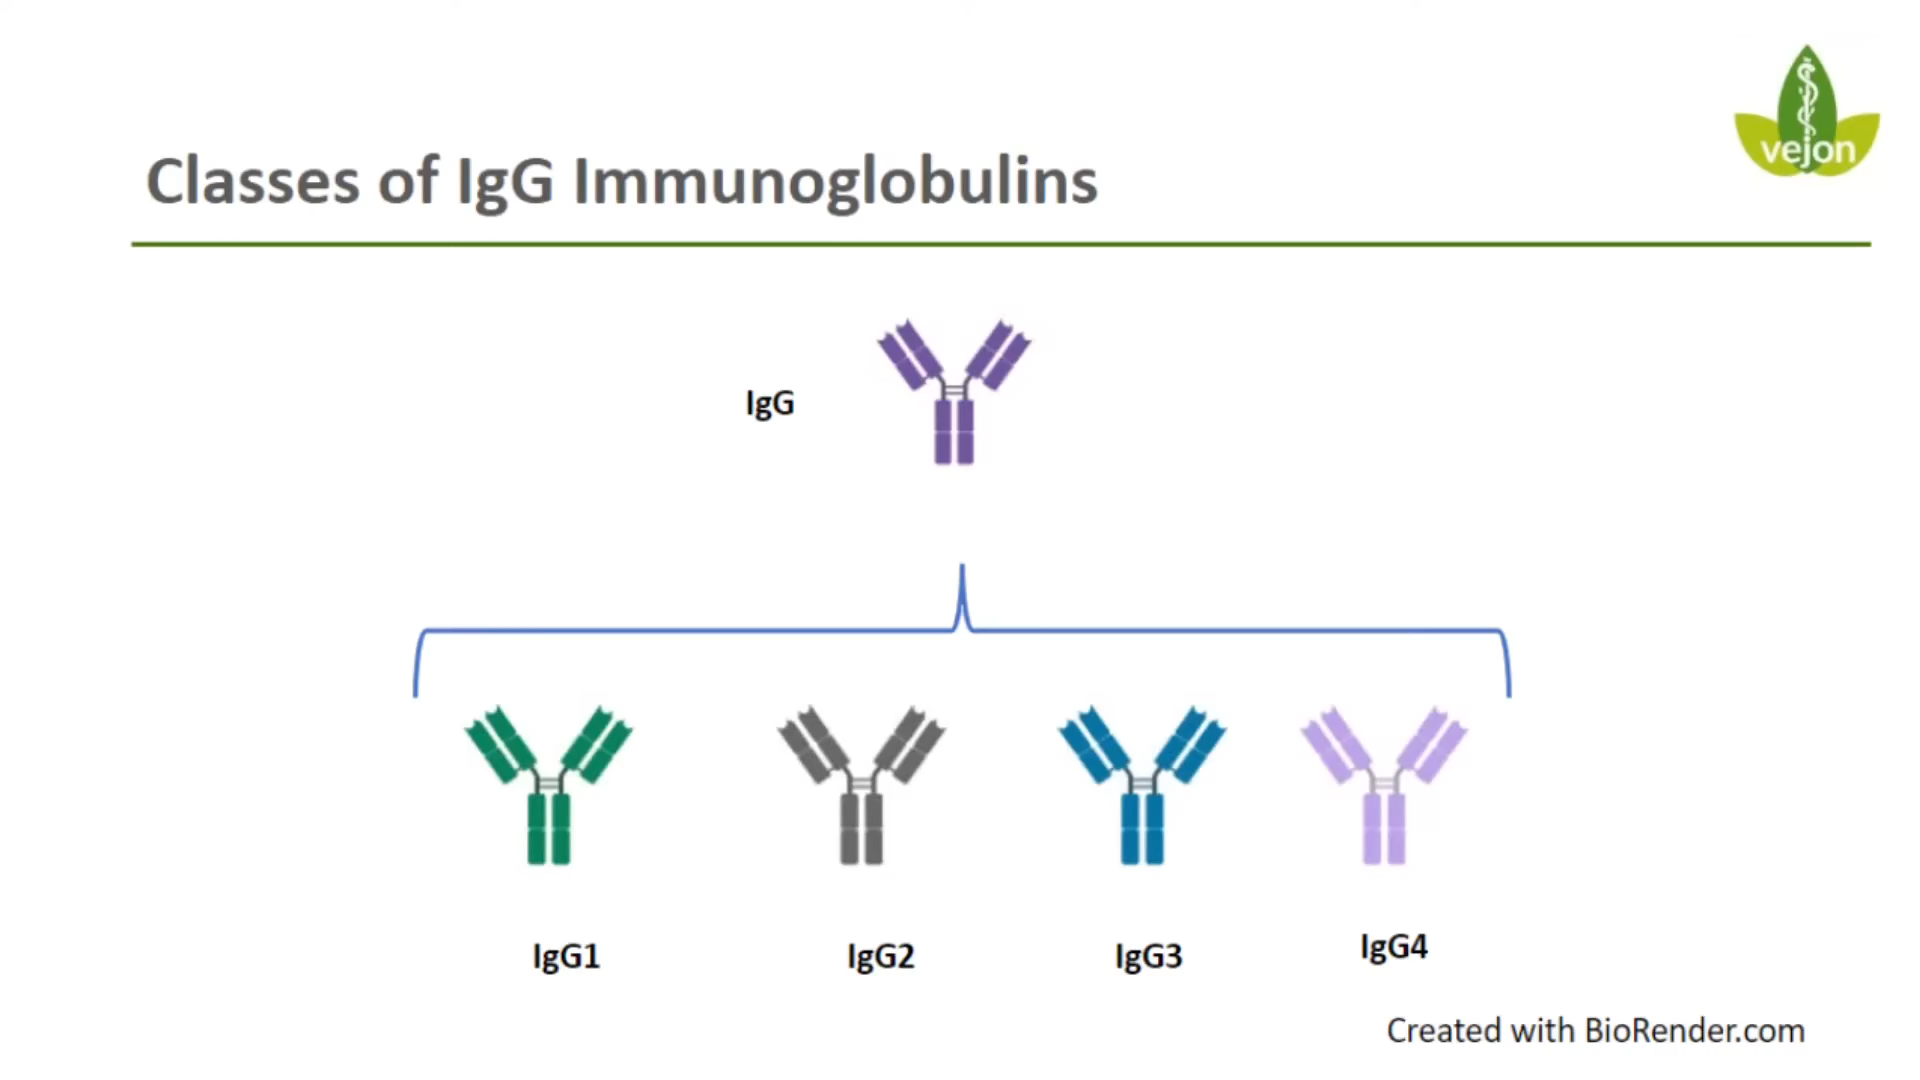 vejon
Classes of IgG Immunoglobulins
IgG
IgG1
IgG2
IgG3
IgG4
Created with BioRender.com